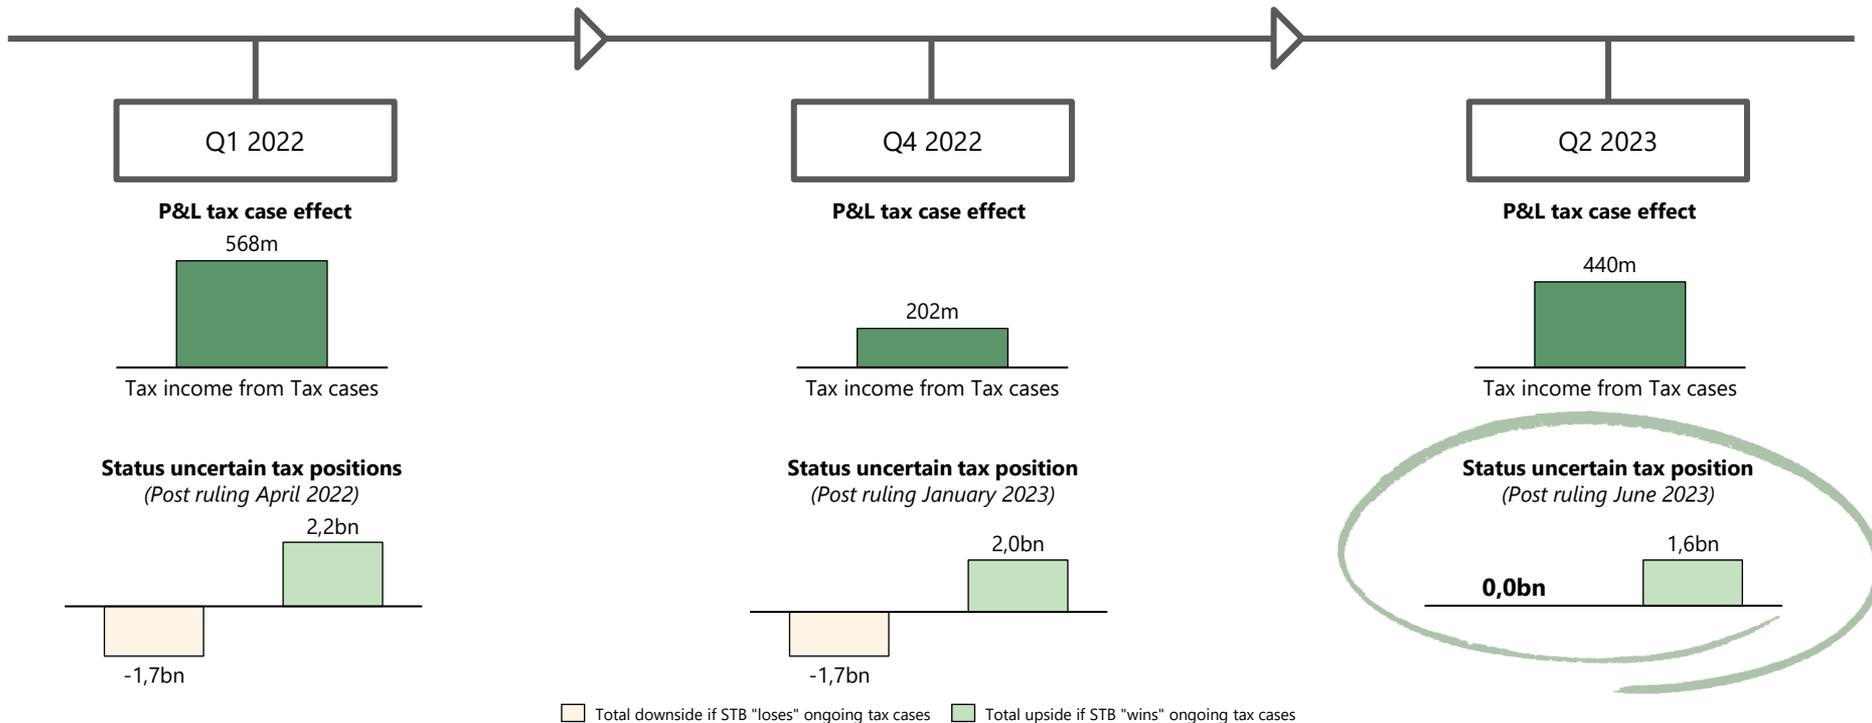 Q1 2022
Q4 2022
Q2 2023
P&L tax case effect
P&L tax case effect
P&L tax case effect
568m
202m
440m
Tax income from Tax cases
Tax income from Tax cases
Tax income from Tax cases
Status uncertain tax positions
(Post ruling April 2022)
2,2bn
-1,7bn
Status uncertain tax position
(Post ruling January 2023)
2,0bn
-1,7bn
Status uncertain tax position
(Post ruling June 2023)
1,6bn
0,0bn
Total downside if STB "loses" ongoing tax cases
Total upside if STB "wins" ongoing tax cases